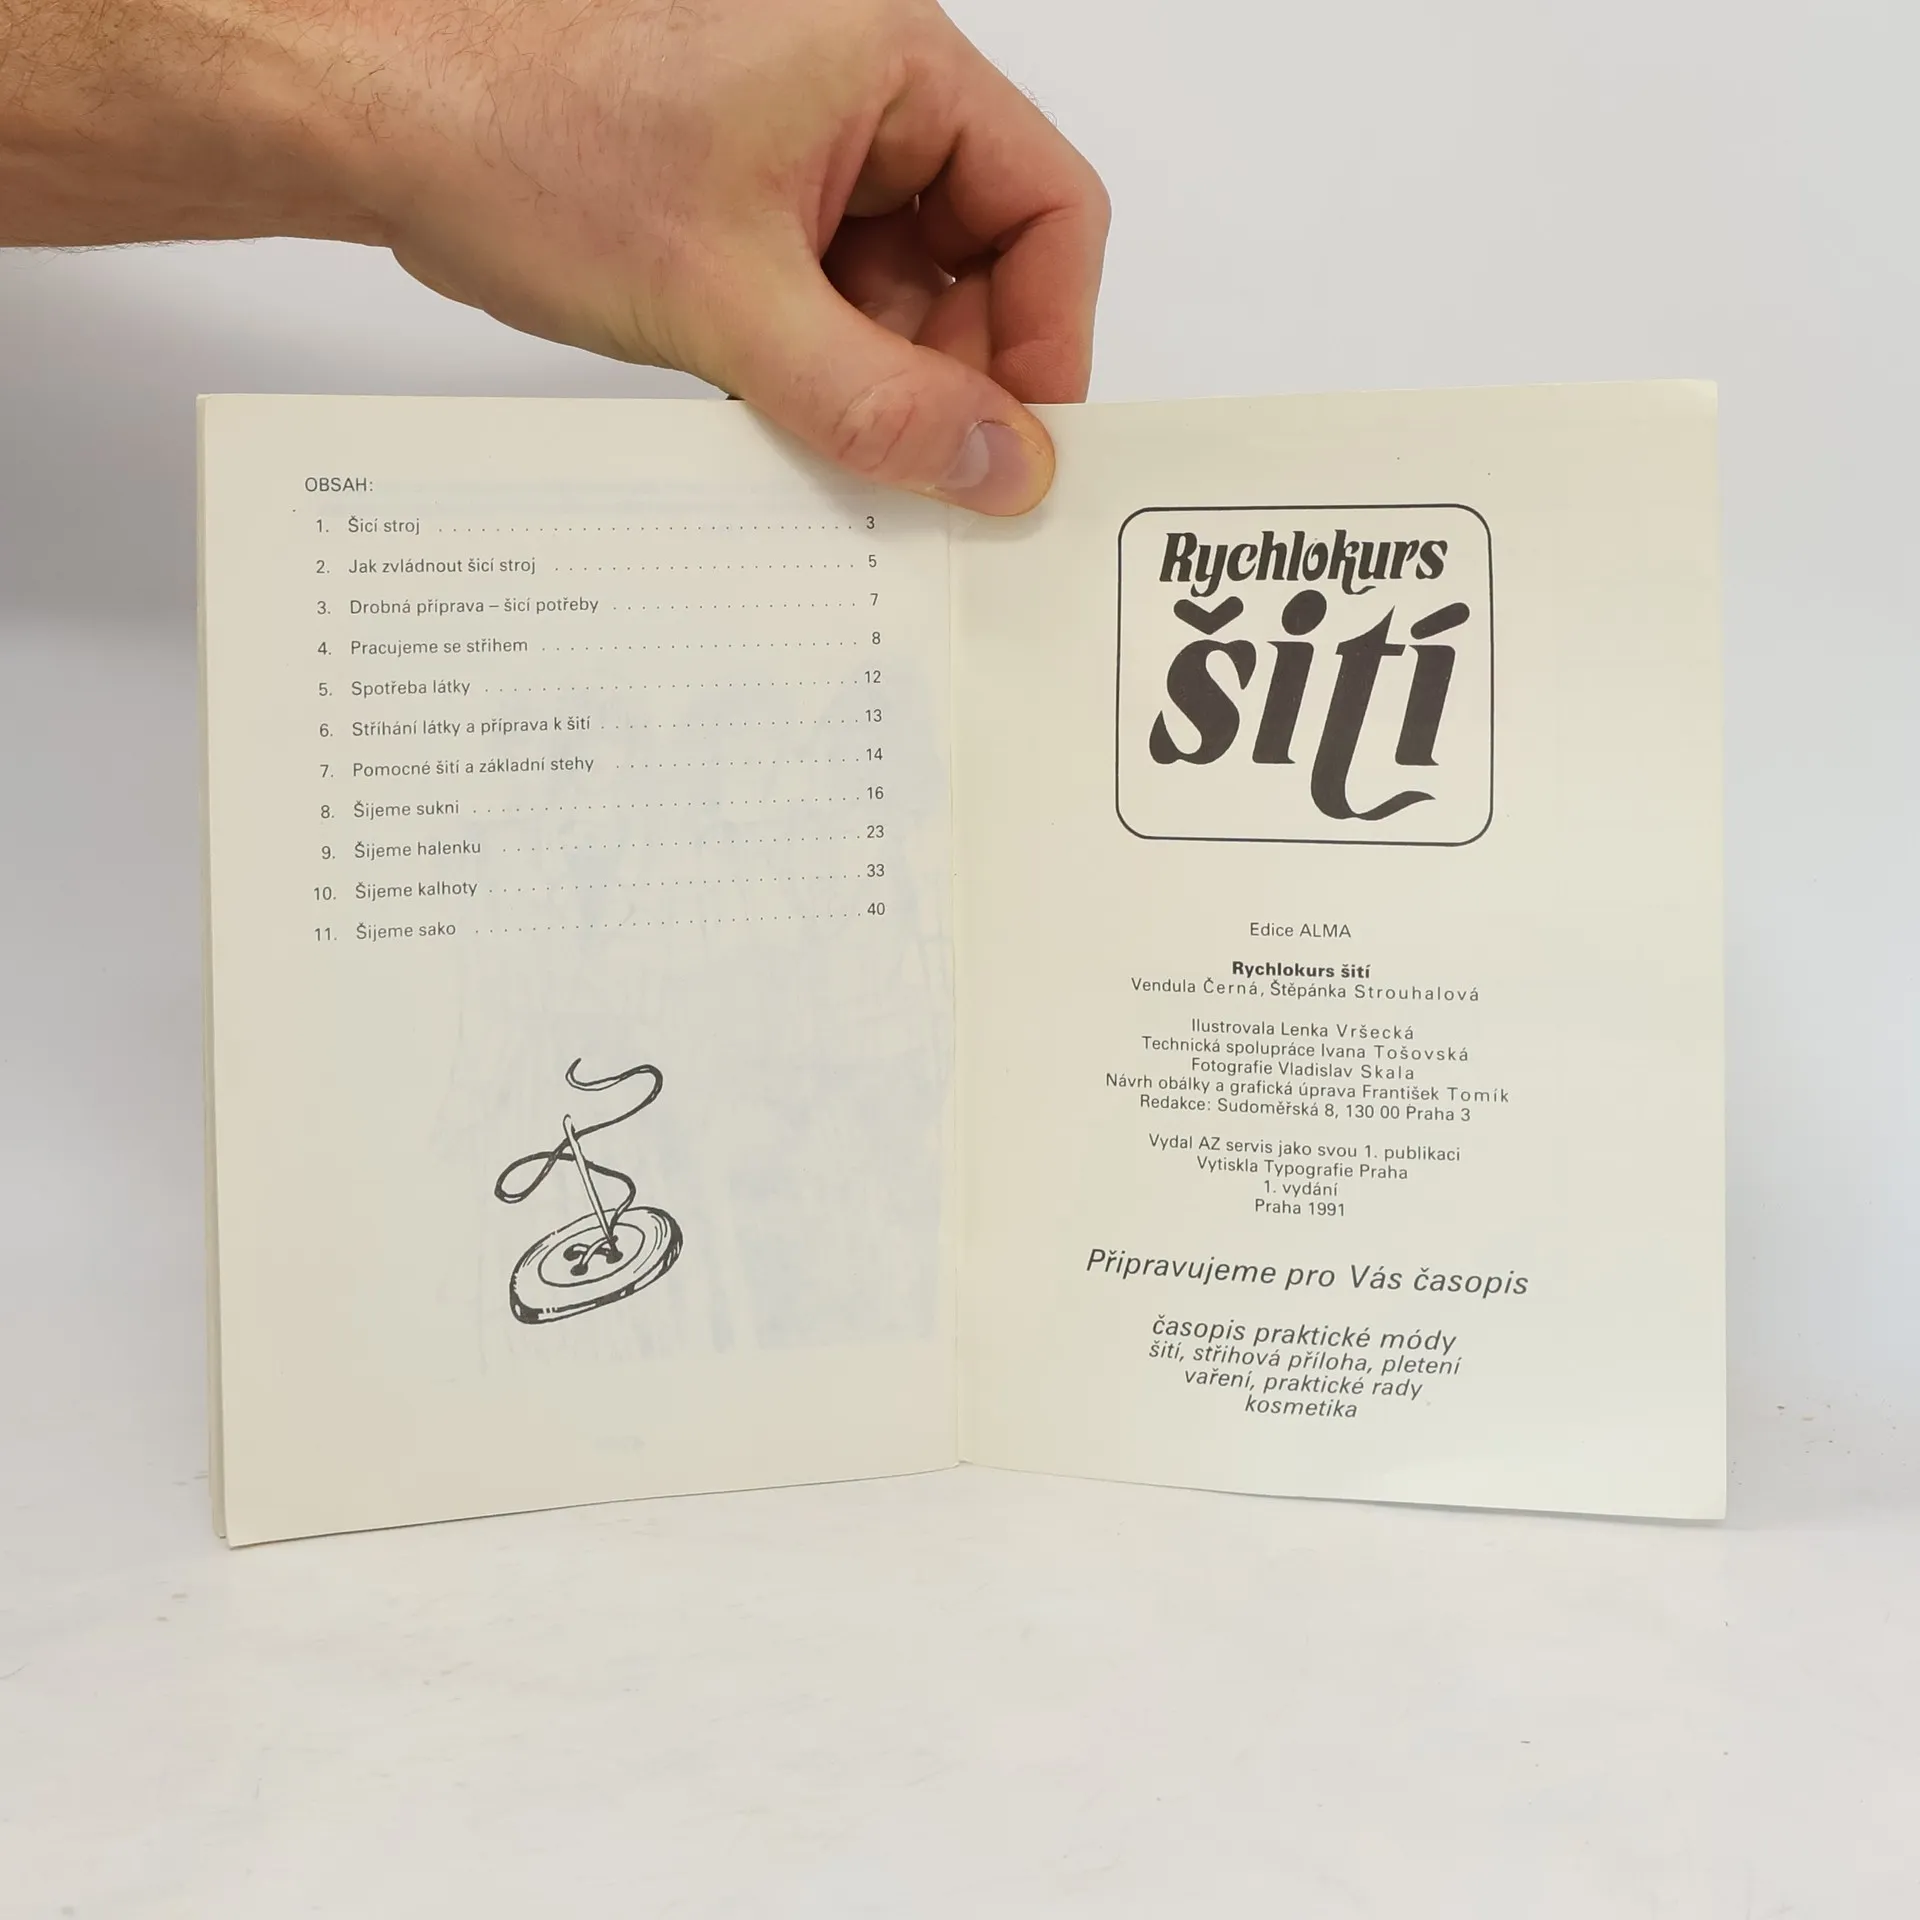 OBSAH:
1. Šicí stroj . . . . . . . . . . . . . . . . . . . . . . . . . . . . . 3
2. Jak zvládnout šicí stroj . . . . . . . . . . . . . . . . . . . . . . 5
3. Drobná příprava – šicí potřeby . . . . . . . . . . . . . . . . . . 7
4. Pracujeme se střihem . . . . . . . . . . . . . . . . . . . . . . . 8
5. Spotřeba látky . . . . . . . . . . . . . . . . . . . . . . . . . . 12
6. Stříhání látky a příprava k šití . . . . . . . . . . . . . . . . . . 13
7. Pomocné šití a základní stehy . . . . . . . . . . . . . . . . . . 14
8. Šijeme sukni . . . . . . . . . . . . . . . . . . . . . . . . . . . 16
9. Šijeme halenku . . . . . . . . . . . . . . . . . . . . . . . . . 23
10. Šijeme kalhoty . . . . . . . . . . . . . . . . . . . . . . . . . . 33
11. Šijeme sako . . . . . . . . . . . . . . . . . . . . . . . . . . . 40
Rychlokurs
šití
Edice ALMA
Rychlokurs šití
Vendula Černá, Štěpánka Strouhalová
Ilustrovala Lenka Vršecká
Technická spolupráce Ivana Tošovská
Fotografie Vladislav Skala
Návrh obálky a grafická úprava František Tomík
Redakce: Sudoměřská 8, 130 00 Praha 3
Vydal AZ servis jako svou 1. publikaci
Vytiskla Typografie Praha
1. vydání
Praha 1991
Připravujeme pro Vás časopis
časopis praktické módy
šití, střihová příloha, pletení
vaření, praktické rady
kosmetika